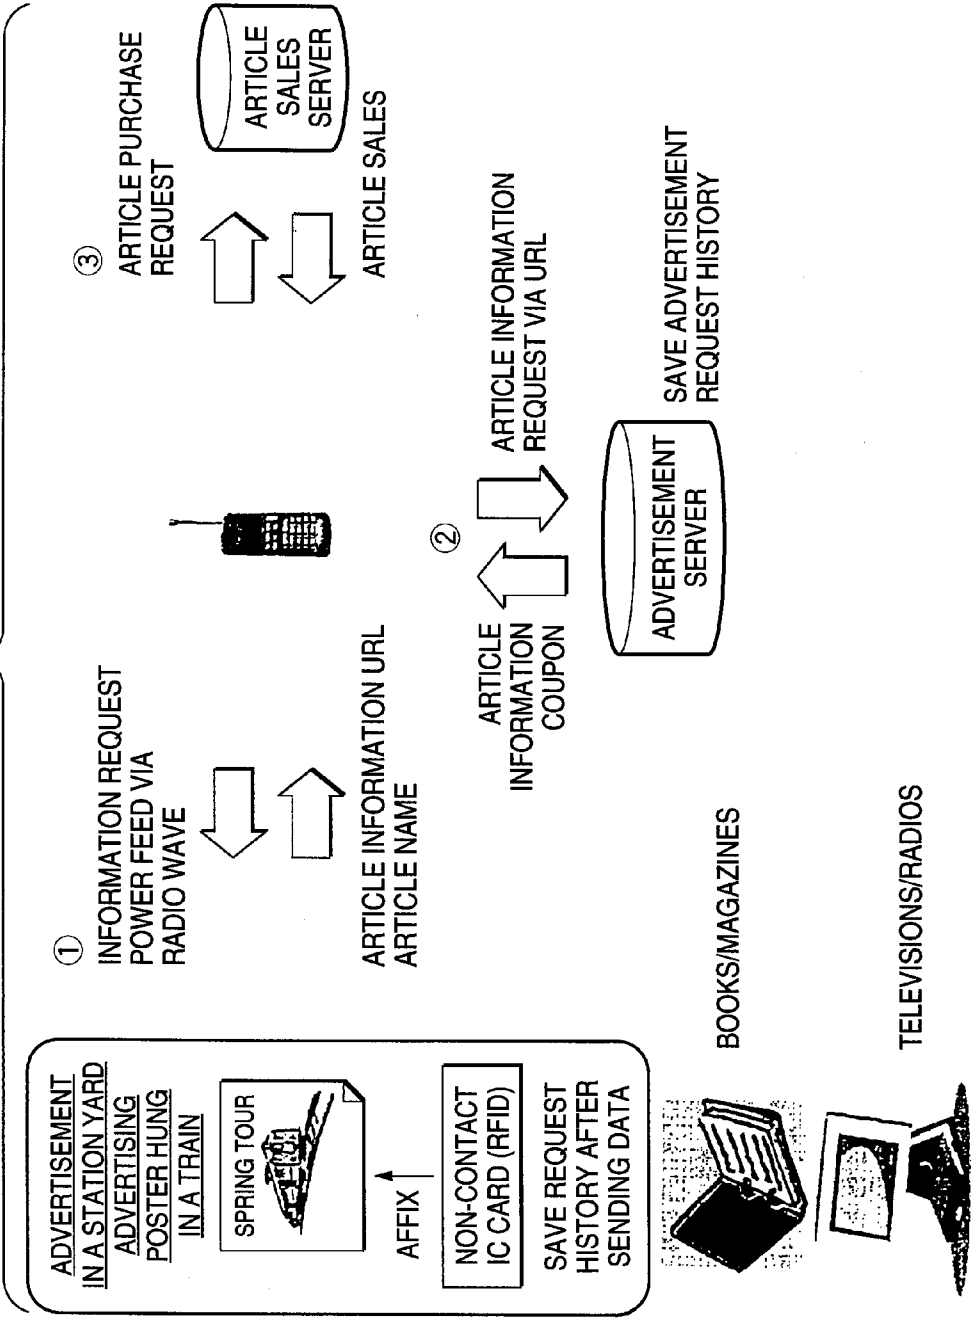 ADVERTISEMENT
IN A STATION YARD
ADVERTISING
POSTER HUNG
IN A TRAIN
SPRING TOUR
AFFIX
NON-CONTACT
IC CARD (RFID)
SAVE REQUEST
HISTORY AFTER
SENDING DATA
BOOKS/MAGAZINES
TELEVISIONS/RADIOS
①
INFORMATION REQUEST
POWER FEED VIA
RADIO WAVE
ARTICLE INFORMATION URL
ARTICLE NAME
②
ARTICLE
INFORMATION
COUPON
ARTICLE INFORMATION
REQUEST VIA URL
ADVERTISEMENT
SERVER
SAVE ADVERTISEMENT
REQUEST HISTORY
③
ARTICLE PURCHASE
REQUEST
ARTICLE SALES
ARTICLE
SALES
SERVER